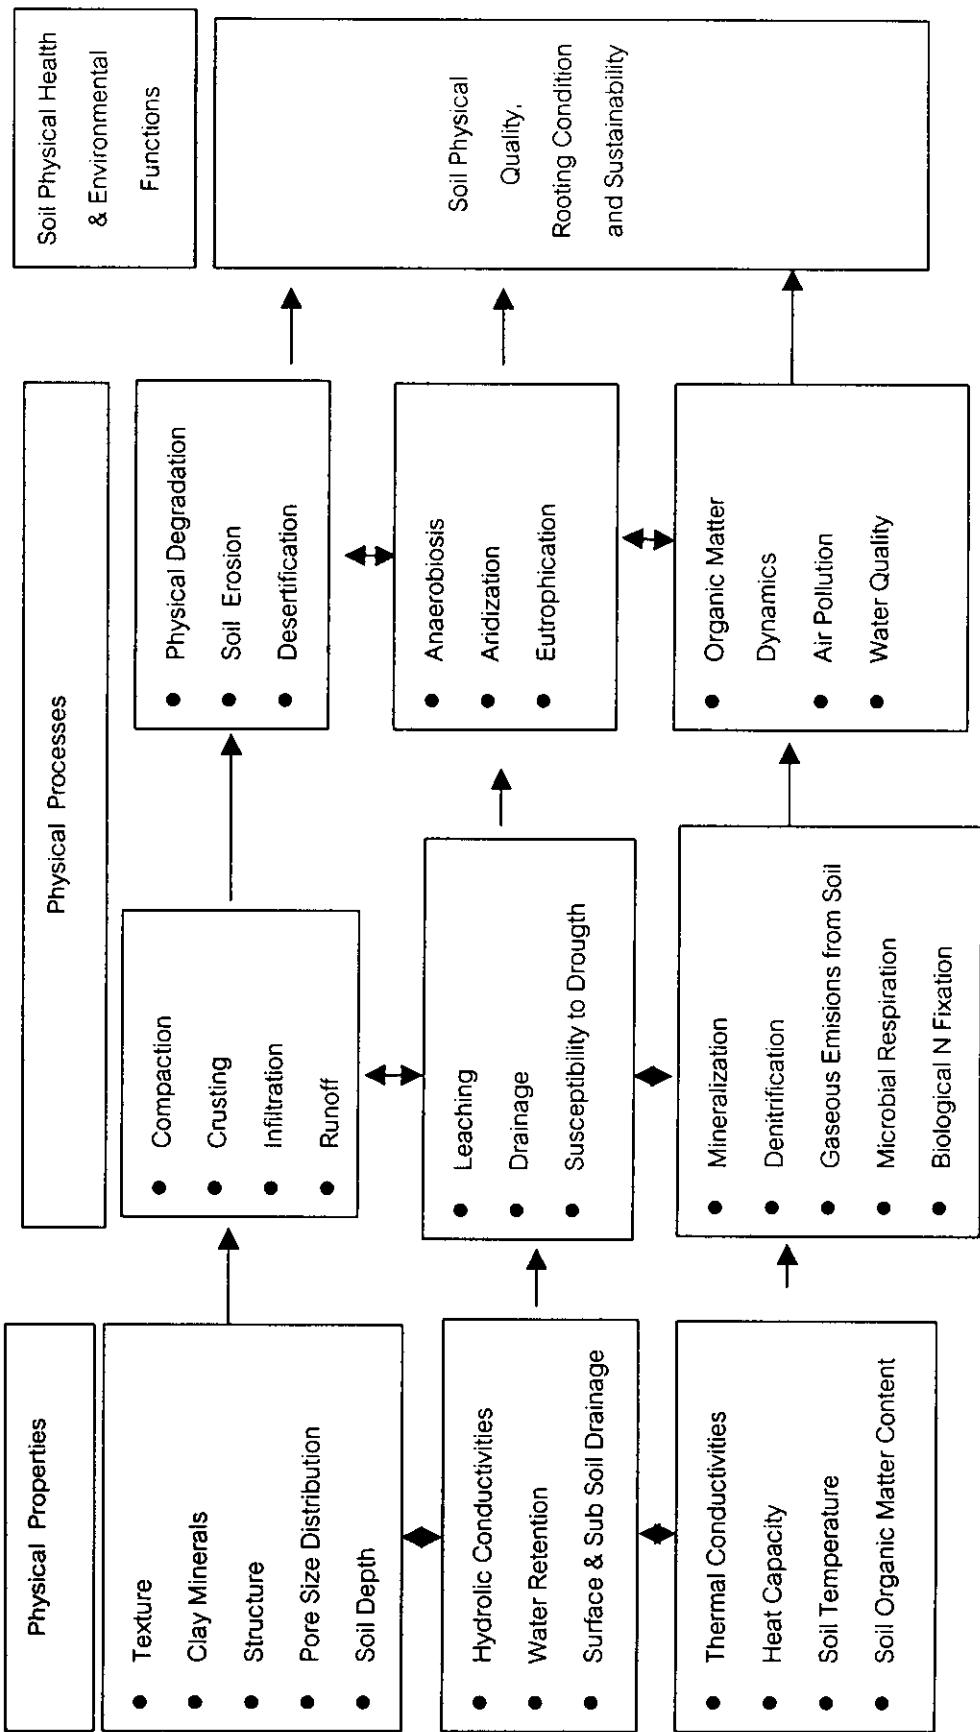 Physical Properties
Physical Processes
Soil Physical Health
& Environmental
Functions
Texture
Clay Minerals
Structure
Pore Size Distribution
Soil Depth
Compaction
Crusting
Infiltration
Runoff
Physical Degradation
Soil Erosion
Desertification
Hydrolic Conductivities
Water Retention
Surface & Sub Soil Drainage
Leaching
Drainage
Susceptibility to Drougth
Anaerobiosis
Aridization
Eutrophication
Thermal Conductivities
Heat Capacity
Soil Temperature
Soil Organic Matter Content
Mineralization
Denitrification
Gaseous Emissions from Soil
Microbial Respiration
Biological N Fixation
Organic Matter
Dynamics
Air Pollution
Water Quality
Soil Physical
Quality,
Rooting Condition
and Sustainability